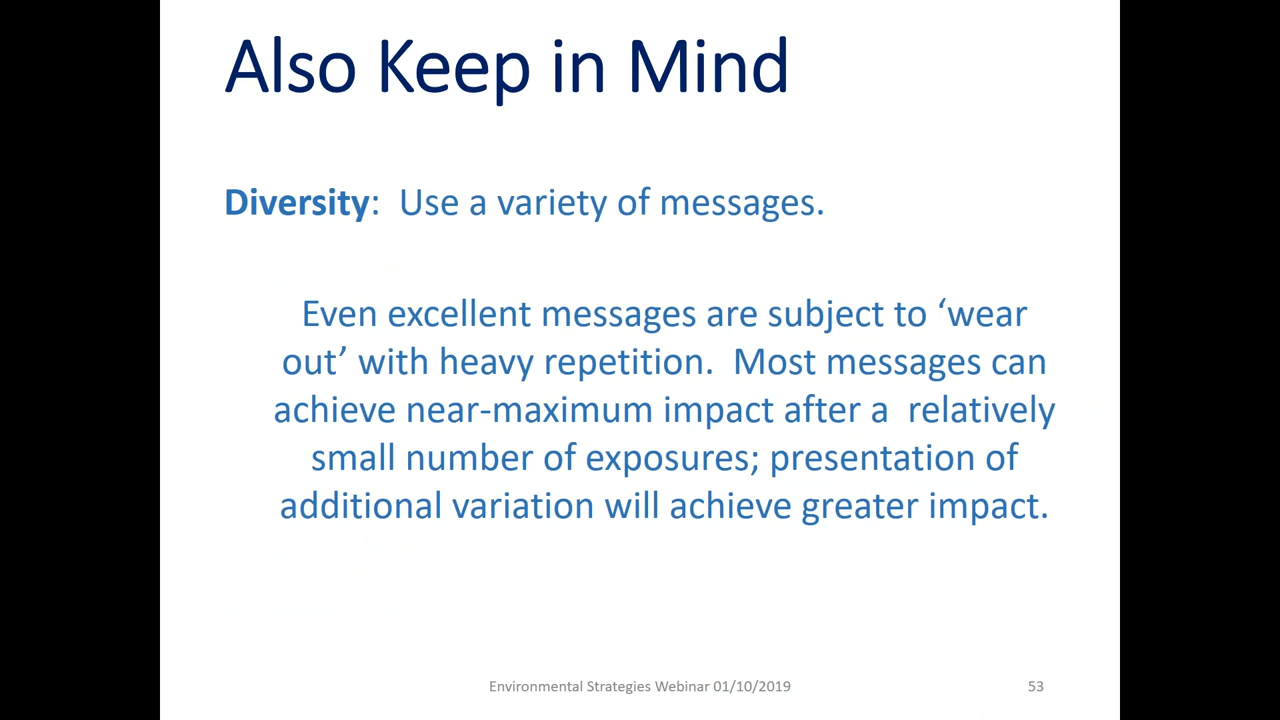 Also Keep in Mind
Diversity:  Use a variety of messages.
Even excellent messages are subject to ‘wear
out’ with heavy repetition.  Most messages can
achieve near-maximum impact after a  relatively
small number of exposures; presentation of
additional variation will achieve greater impact.
Environmental Strategies Webinar 01/10/2019
53